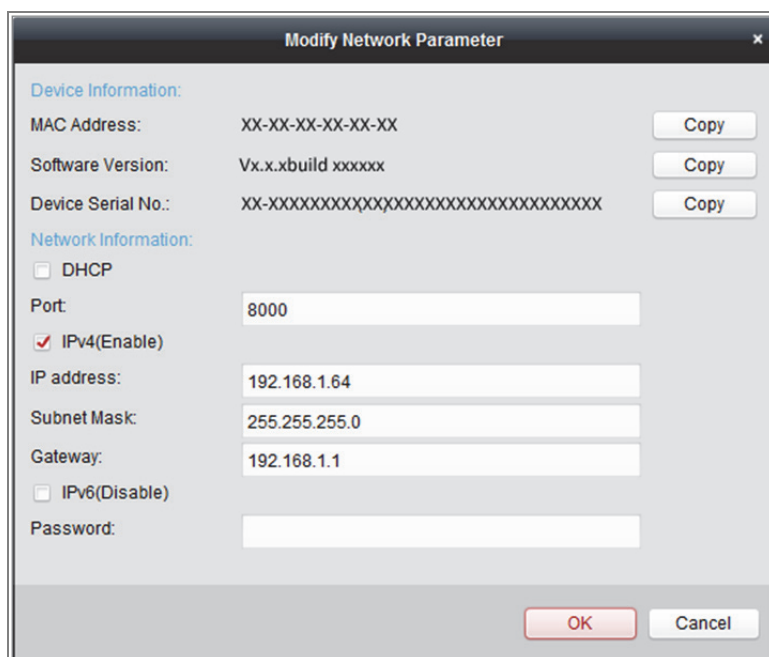 Modify Network Parameter ×
Device Information:
MAC Address: XX-XX-XX-XX-XX-XX Copy
Software Version: Vx.x.xbuild xxxxxx Copy
Device Serial No.: XX-XXXXXXXXXXXXXXXXXXXXXXXXXXXXXXXX Copy
Network Information:
DHCP
Port: 8000
IPv4(Enable)
IP address: 192.168.1.64
Subnet Mask: 255.255.255.0
Gateway: 192.168.1.1
IPv6(Disable)
Password:
OK Cancel